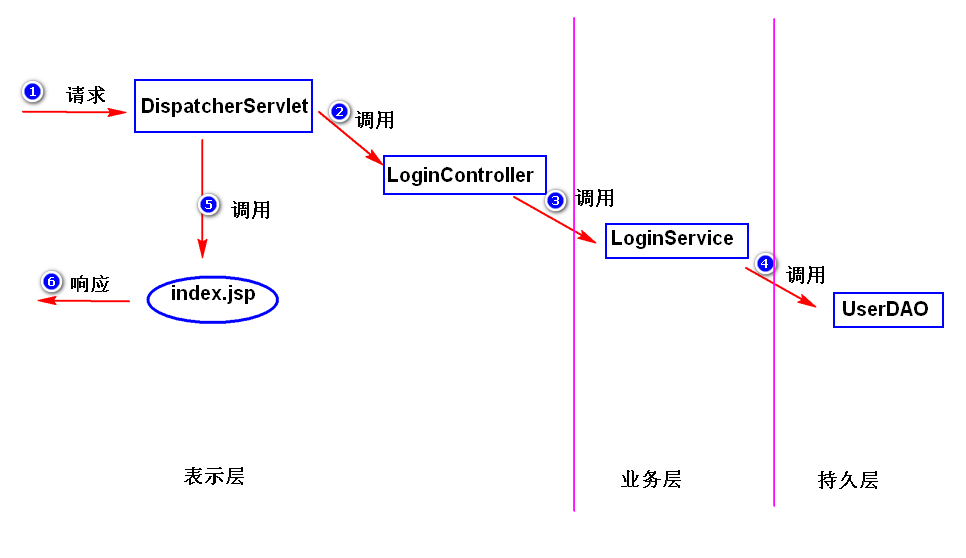 1 请求
DispatcherServlet
2 调用
LoginController
3 调用
LoginService
4 调用
UserDAO
5 调用
6 响应
index.jsp
表示层
业务层
持久层